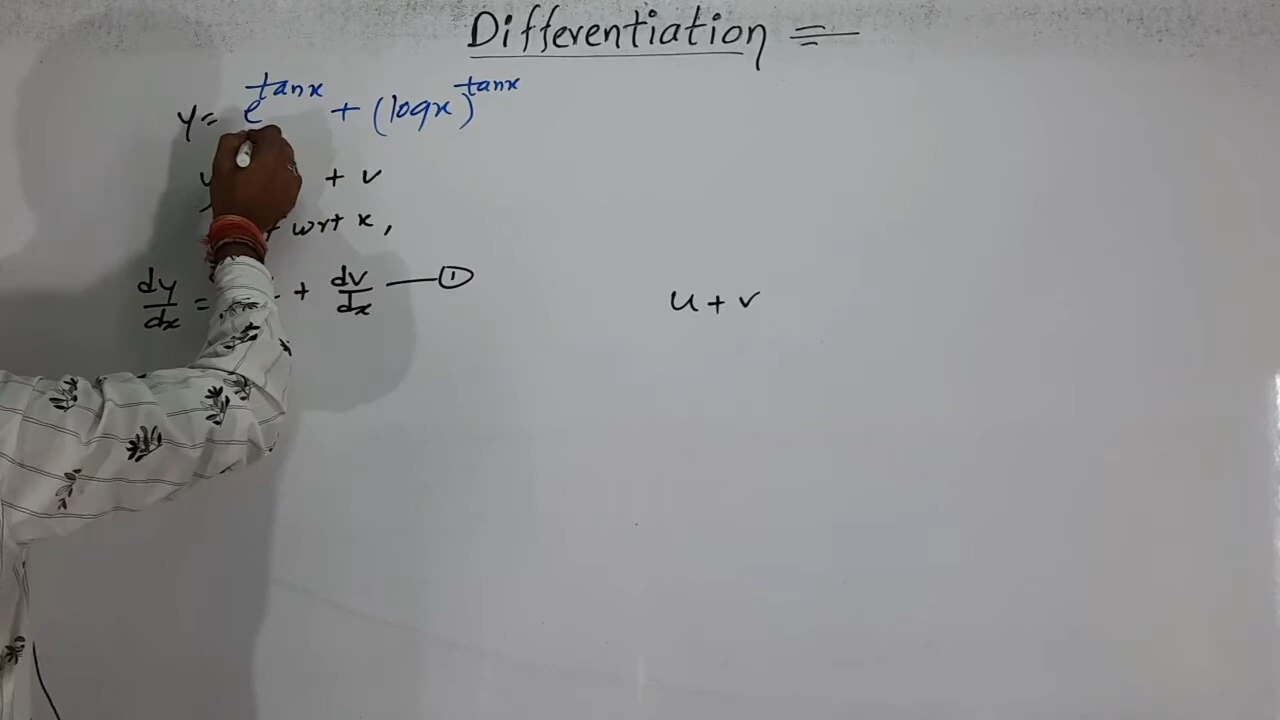 Differentiation =
y = e^tanx + (logx)^tanx
+ v
wrt x,
dy/dx = + dv/dx — ①
u + v